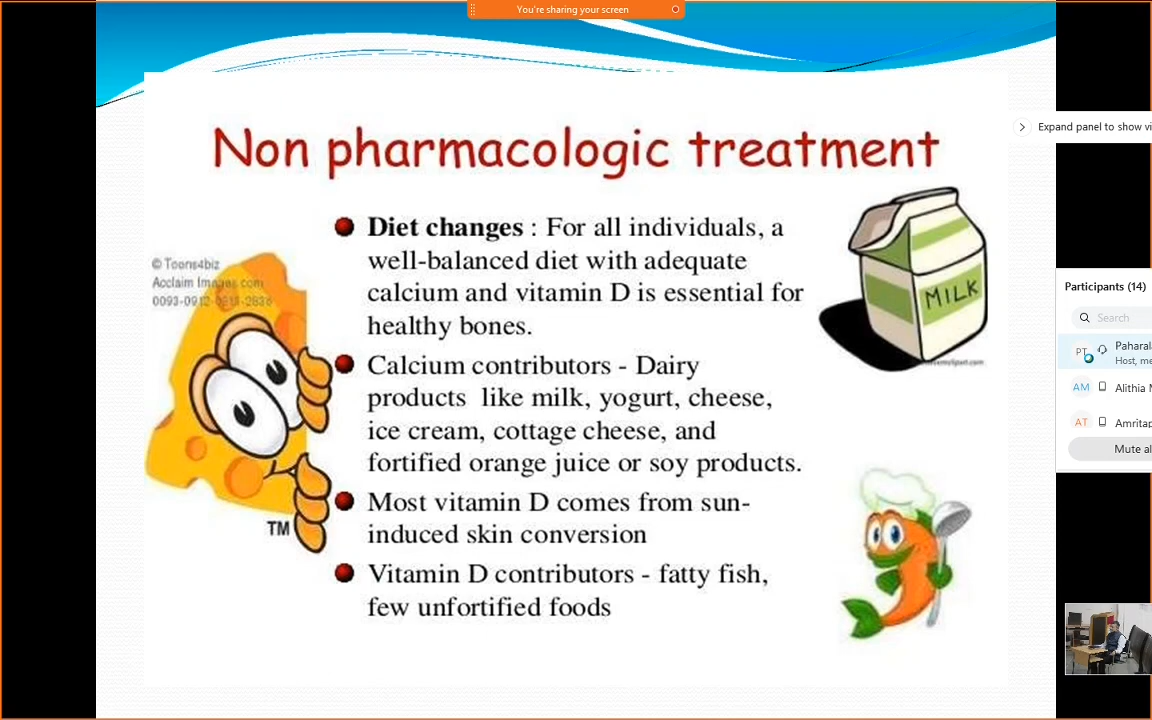 You're sharing your screen
Expand panel to show vi
Non pharmacologic treatment
Diet changes : For all individuals, a
well-balanced diet with adequate
calcium and vitamin D is essential for
healthy bones.
Calcium contributors - Dairy
products like milk, yogurt, cheese,
ice cream, cottage cheese, and
fortified orange juice or soy products.
Most vitamin D comes from sun-
induced skin conversion
Vitamin D contributors - fatty fish,
few unfortified foods
© Toons4biz
Acclaim Images.com
TM
MILK
Participants (14)
Search
PT
Paharal
Host, me
AM
Alithia M
AT
Amritap
Mute al